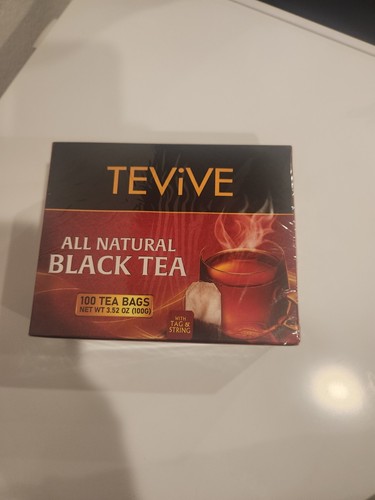 TEViVE
ALL NATURAL
BLACK TEA
100 TEA BAGS
NET WT 3.52 OZ (100G)
WITH
TAG &
STRING